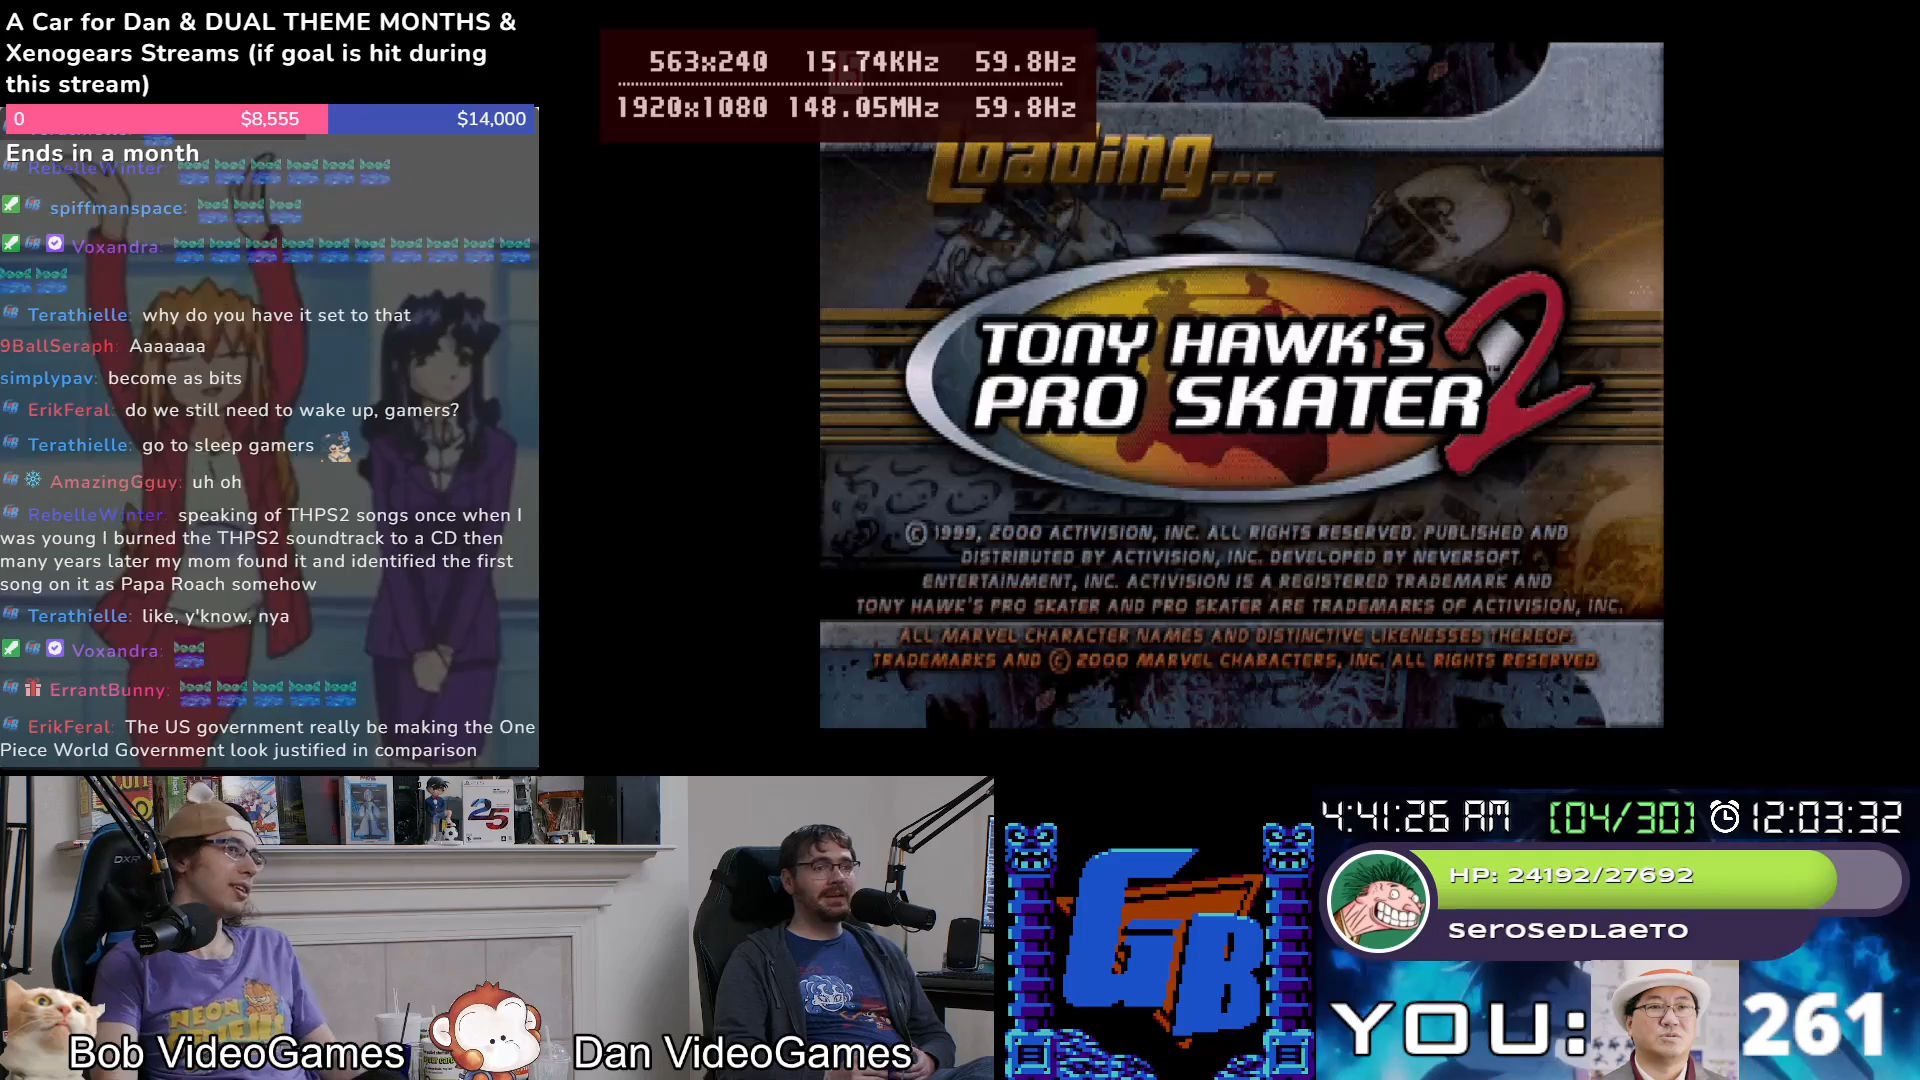 A Car for Dan & DUAL THEME MONTHS &
Xenogears Streams (if goal is hit during
this stream)
0 $8,555 $14,000
Ends in a month
RebelleWinter:
spiffmanspace:
Voxandra:
Terathielle: why do you have it set to that
9BallSeraph: Aaaaaaa
simplypav: become as bits
ErikFeral: do we still need to wake up, gamers?
Terathielle: go to sleep gamers
AmazingGguy: uh oh
RebelleWinter: speaking of THPS2 songs once when I
was young I burned the THPS2 soundtrack to a CD then
many years later my mom found it and identified the first
song on it as Papa Roach somehow
Terathielle: like, y'know, nya
Voxandra:
ErrantBunny:
ErikFeral: The US government really be making the One
Piece World Government look justified in comparison
563x240 15.74KHz 59.8Hz
1920x1080 148.05MHz 59.8Hz
Loading...
TONY HAWK'S
PRO SKATER 2
© 1999, 2000 ACTIVISION, INC. ALL RIGHTS RESERVED. PUBLISHED AND
DISTRIBUTED BY ACTIVISION, INC. DEVELOPED BY NEVERSOFT
ENTERTAINMENT, INC. ACTIVISION IS A REGISTERED TRADEMARK AND
TONY HAWK'S PRO SKATER AND PRO SKATER ARE TRADEMARKS OF ACTIVISION, INC.
ALL MARVEL CHARACTER NAMES AND DISTINCTIVE LIKENESSES THEREOF:
TRADEMARKS AND © 2000 MARVEL CHARACTERS, INC. ALL RIGHTS RESERVED
DXR
25
NEON
Bob VideoGames
Dan VideoGames
GB
4:41:26 AM [04/30] 12:03:32
HP: 24192/27692
SeroSedLaeto
YOU: 261